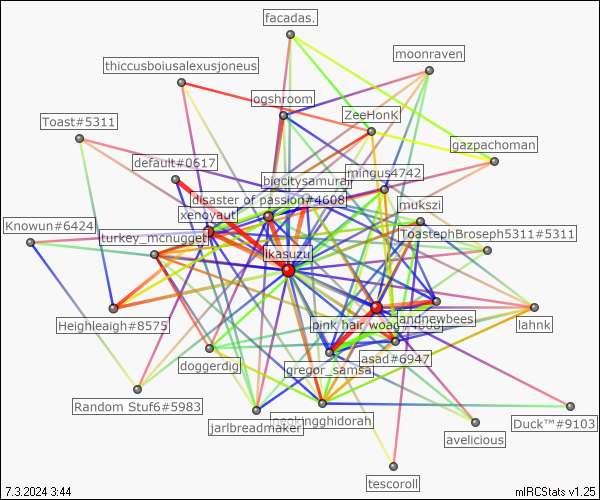 facadas.
moonraven
thiccusboiusalexusjoneus
ogshroom
ZeeHonk
Toast#5311
gazpachoman
default#0617
bigcitysamurai
mingus4742
disaster of passion#4608
mukszi
xenoyaut
Knowun#6424
turkey_mcnugget
ToastephBroseph5311#5311
ikasuzu
Heighleaigh#8575
pink hair woag#4868
andnewbees
lahnk
doggerdig
gregor_samsa
asad#6947
Random Stuf6#5983
jarlbreadmaker
Duck™#9103
avelicious
tescoroll
7.3.2024 3:44
mIRCStats v1.25